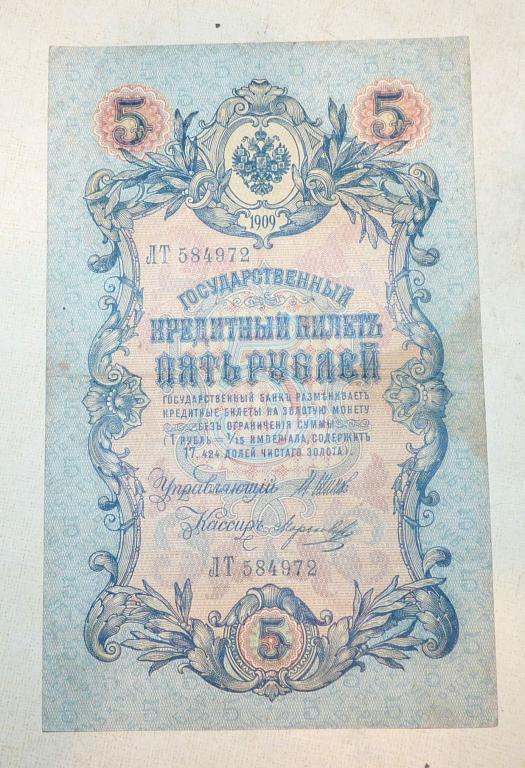 5 5
1909
ЛТ 584972
ГОСУДАРСТВЕННЫЙ
КРЕДИТНЫЙ БИЛЕТЪ
ПЯТЬ РУБЛЕЙ
ГОСУДАРСТВЕННЫЙ БАНКЪ РАЗМѢНИВАЕТЪ
КРЕДИТНЫЕ БИЛЕТЫ НА ЗОЛОТУЮ МОНЕТУ
БЕЗЪ ОГРАНИЧЕНІЯ СУММЫ
(1 РУБЛЬ = 1/15 ИМПЕРІАЛА, СОДЕРЖИТЪ
17,424 ДОЛЕЙ ЧИСТАГО ЗОЛОТА).
Управляющій
Кассиръ
ЛТ 584972
5